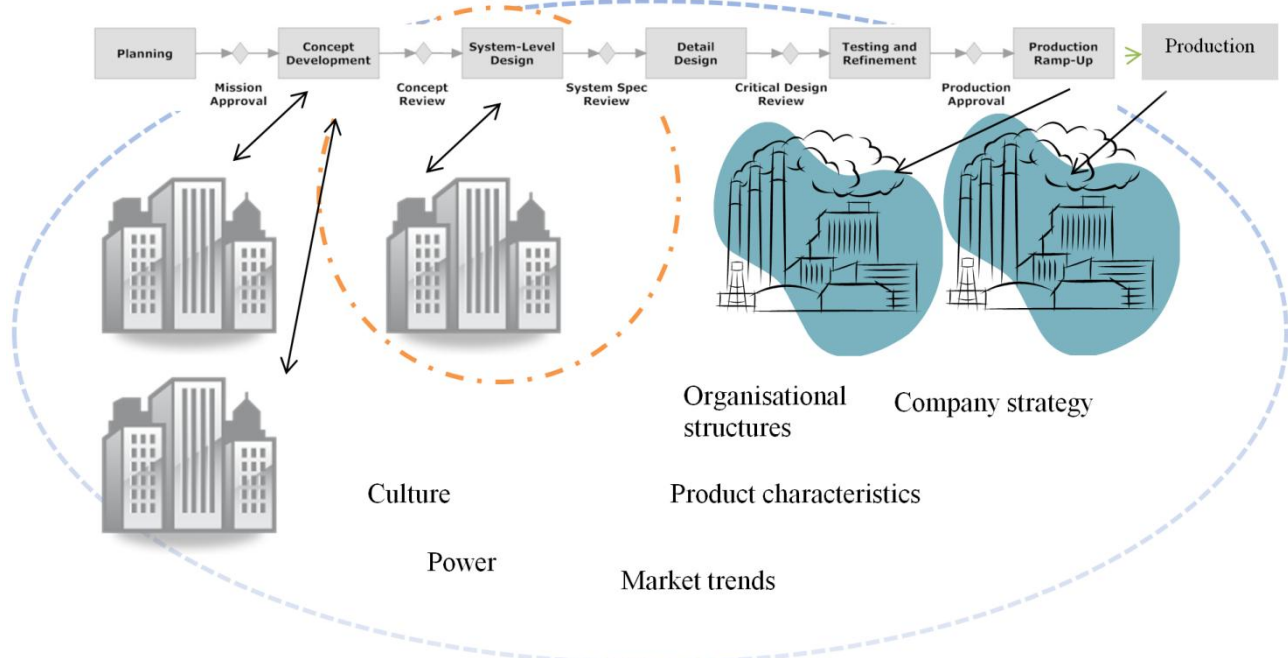 Planning
Concept
Development
System-Level
Design
Detail
Design
Testing and
Refinement
Production
Ramp-Up
Production
Mission
Approval
Concept
Review
System Spec
Review
Critical Design
Review
Production
Approval
Organisational
structures
Company strategy
Culture
Product characteristics
Power
Market trends